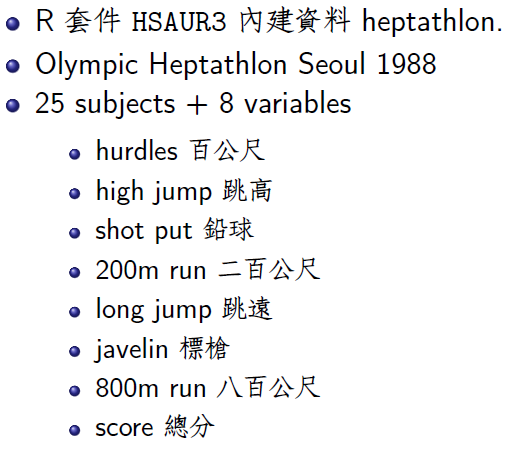 R 套件 HSAUR3 內建資料 heptathlon.
Olympic Heptathlon Seoul 1988
25 subjects + 8 variables
hurdles 百公尺
high jump 跳高
shot put 鉛球
200m run 二百公尺
long jump 跳遠
javelin 標槍
800m run 八百公尺
score 總分